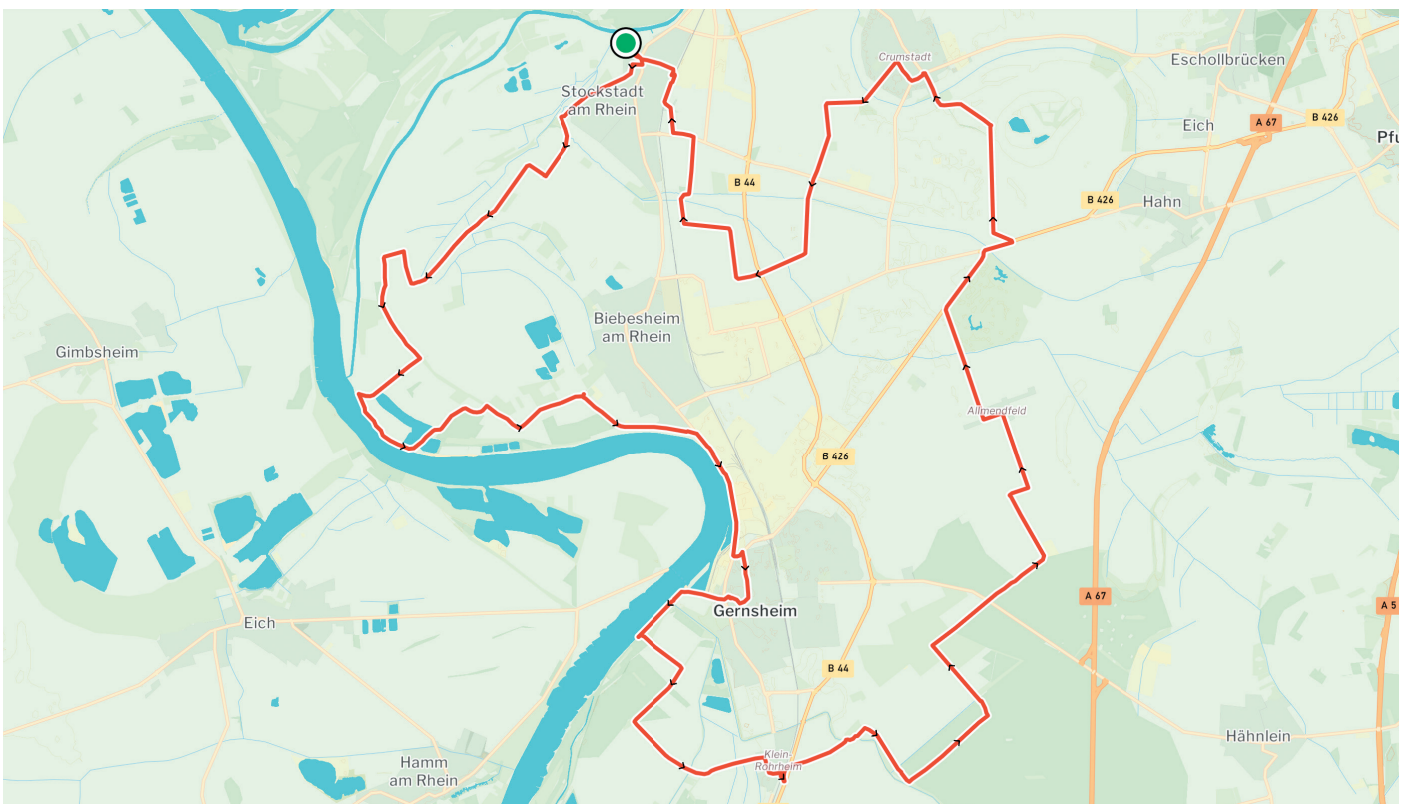 Crumstadt
Eschollbrücken
Stockstadt
am Rhein
A 67
B 426
Eich
Pfu
B 44
B 426
Hahn
Biebesheim
am Rhein
Gimbsheim
Allmendfeld
B 426
A 67
A 5
Gernsheim
Eich
B 44
Klein-
Rohrheim
Hähnlein
Hamm
am Rhein